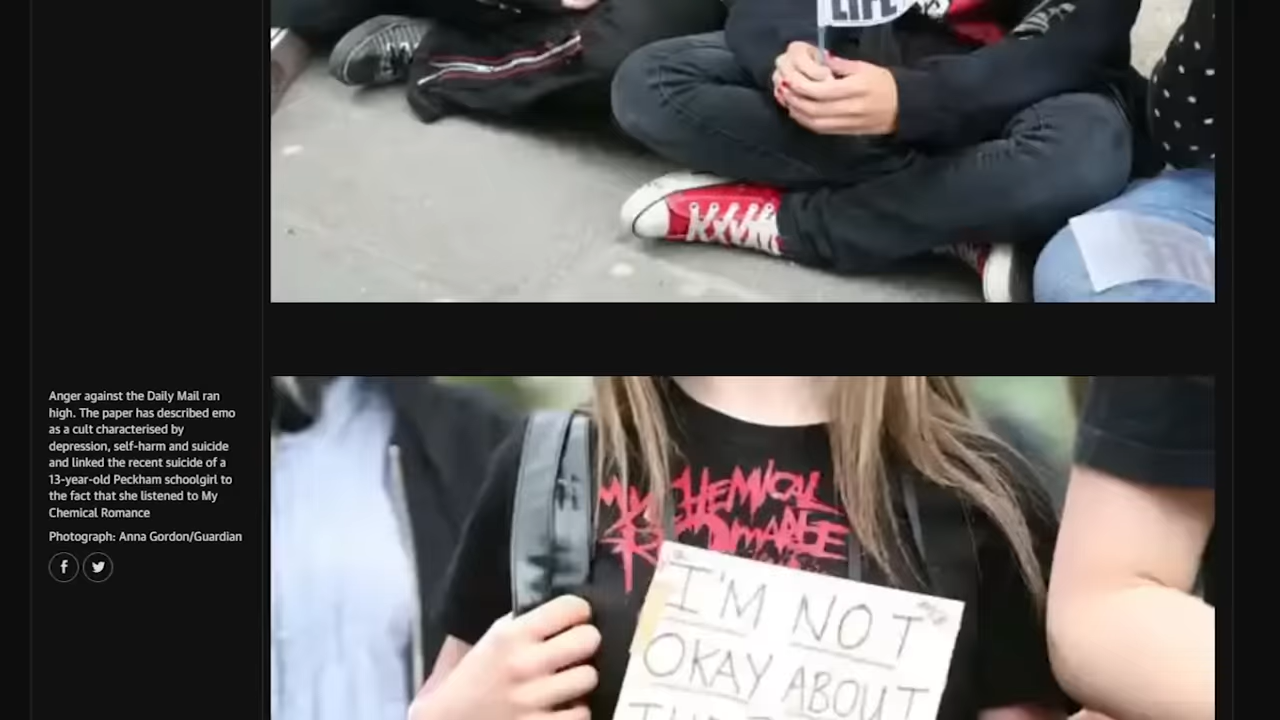 LIFE
Anger against the Daily Mail ran
high. The paper has described emo
as a cult characterised by
depression, self-harm and suicide
and linked the recent suicide of a
13-year-old Peckham schoolgirl to
the fact that she listened to My
Chemical Romance
Photograph: Anna Gordon/Guardian
MY CHEMICAL
ROMANCE
I'M NOT
OKAY ABOUT